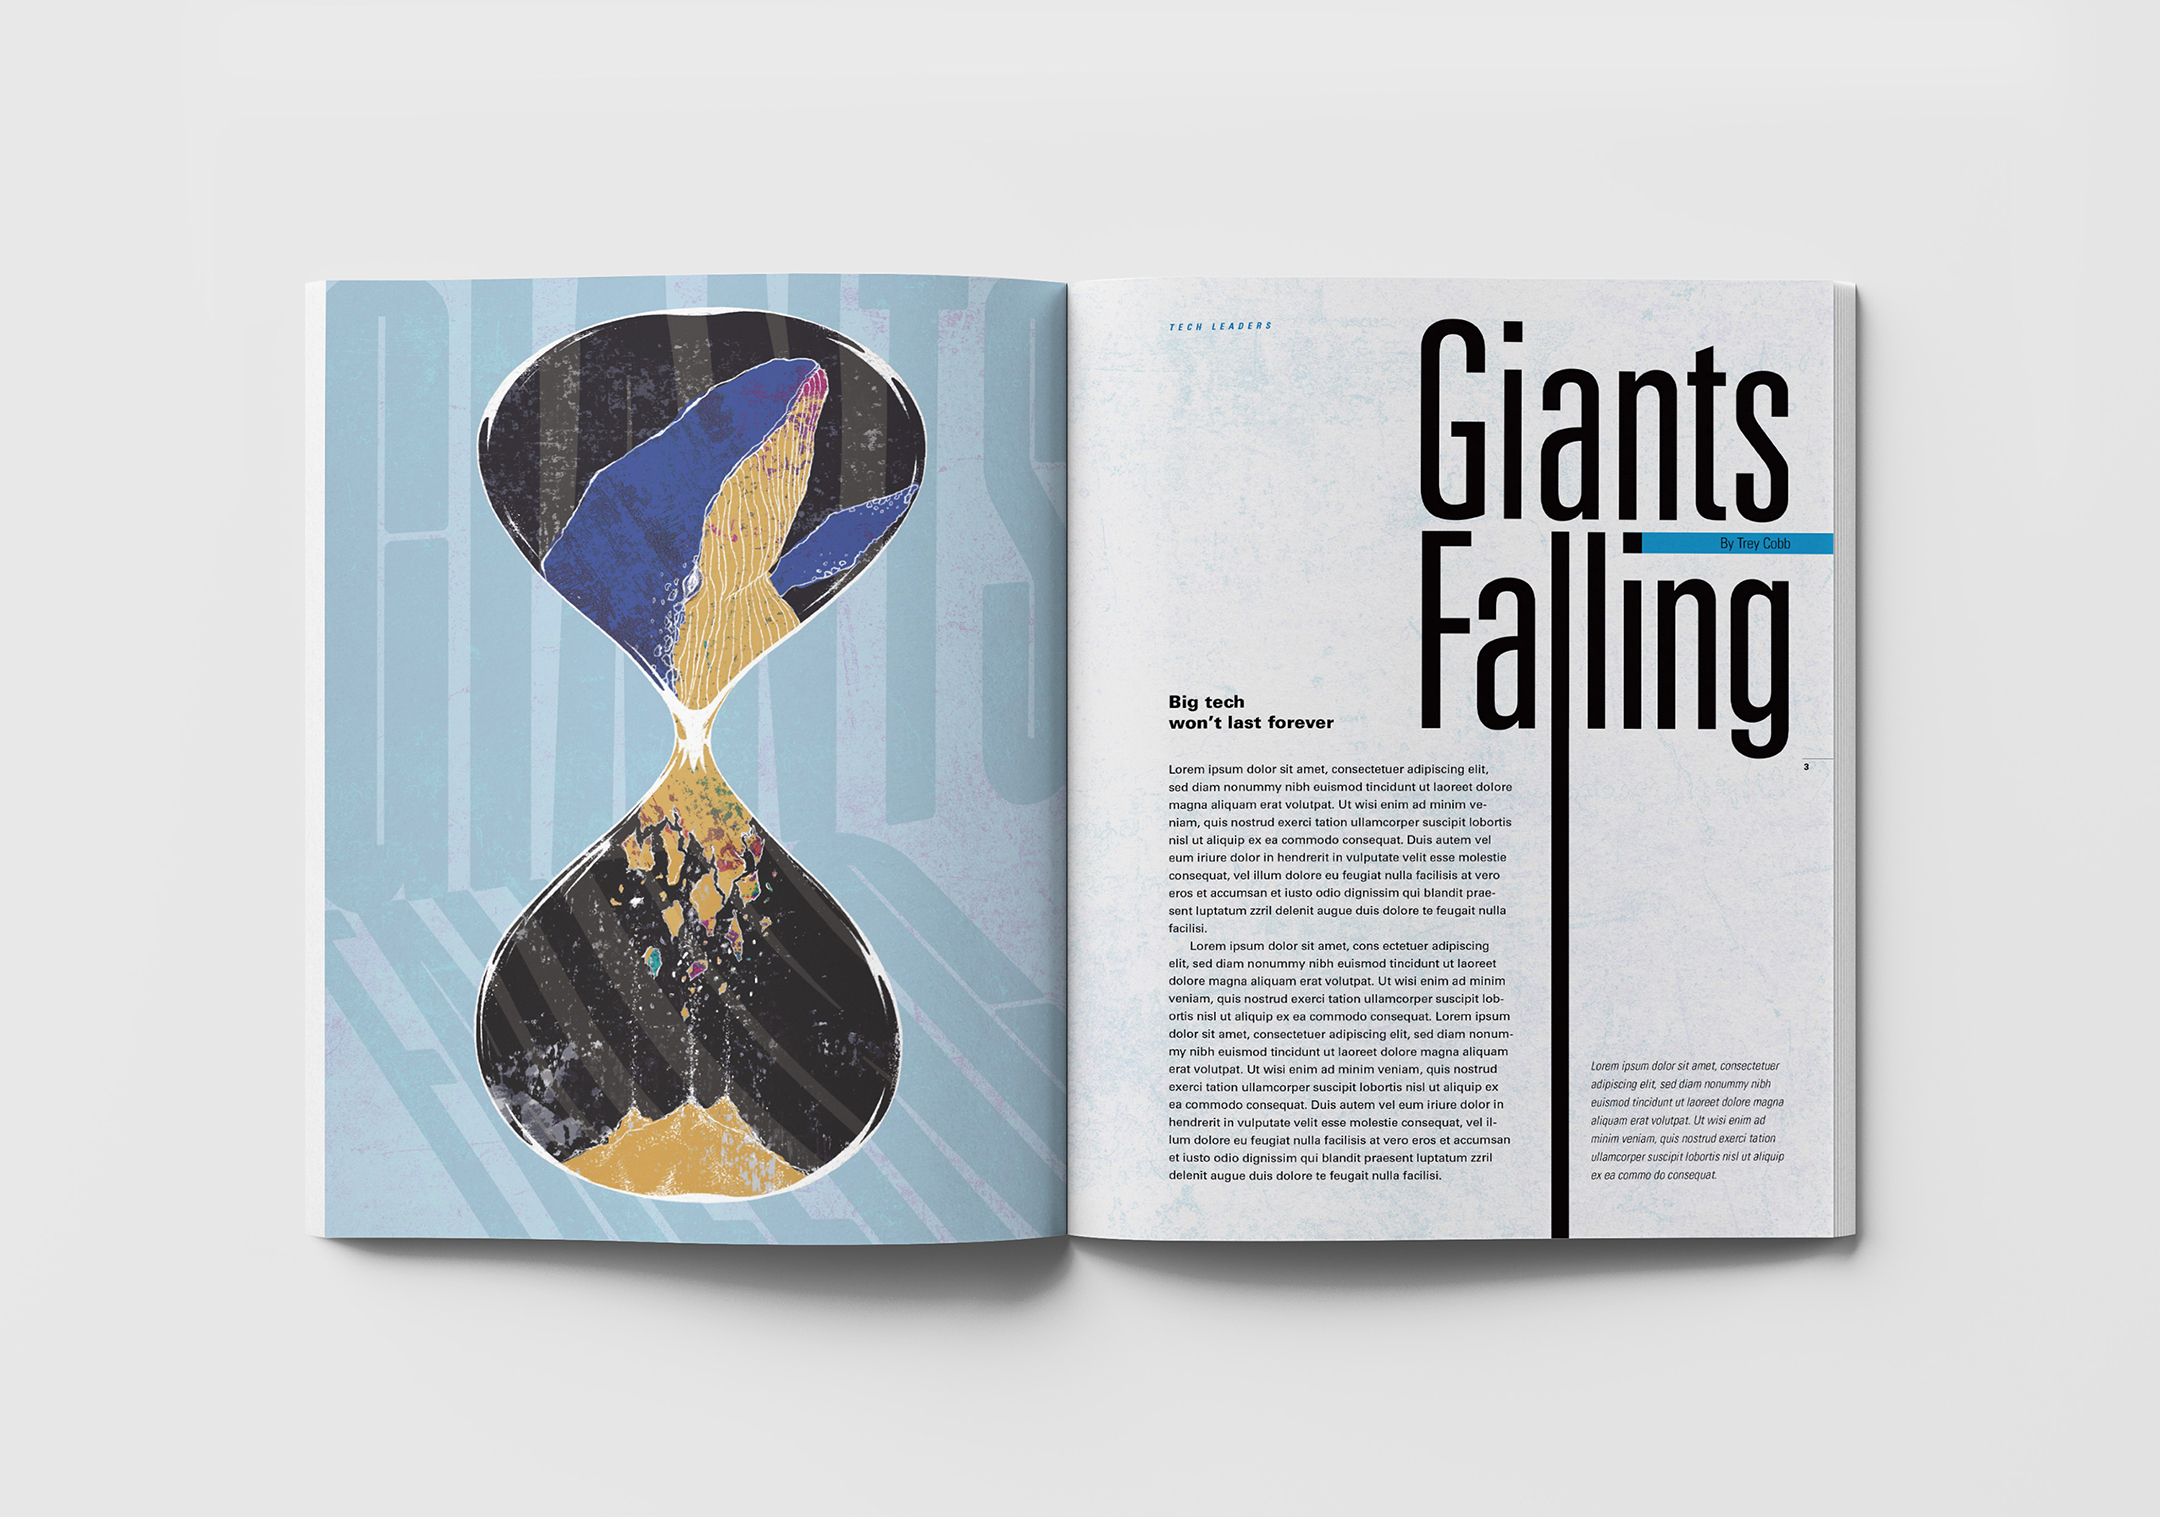 GIANTS
TECH LEADERS
Giants
By Trey Cobb
Falling
Big tech
won't last forever
3
Lorem ipsum dolor sit amet, consectetuer adipiscing elit,
sed diam nonummy nibh euismod tincidunt ut laoreet dolore
magna aliquam erat volutpat. Ut wisi enim ad minim ve-
niam, quis nostrud exerci tation ullamcorper suscipit lobortis
nisl ut aliquip ex ea commodo consequat. Duis autem vel
eum iriure dolor in hendrerit in vulputate velit esse molestie
consequat, vel illum dolore eu feugiat nulla facilisis at vero
eros et accumsan et iusto odio dignissim qui blandit prae-
sent luptatum zzril delenit augue duis dolore te feugait nulla
facilisi.
Lorem ipsum dolor sit amet, cons ectetuer adipiscing
elit, sed diam nonummy nibh euismod tincidunt ut laoreet
dolore magna aliquam erat volutpat. Ut wisi enim ad minim
veniam, quis nostrud exerci tation ullamcorper suscipit lob-
ortis nisl ut aliquip ex ea commodo consequat. Lorem ipsum
dolor sit amet, consectetuer adipiscing elit, sed diam nonum-
my nibh euismod tincidunt ut laoreet dolore magna aliquam
erat volutpat. Ut wisi enim ad minim veniam, quis nostrud
exerci tation ullamcorper suscipit lobortis nisl ut aliquip ex
ea commodo consequat. Duis autem vel eum iriure dolor in
hendrerit in vulputate velit esse molestie consequat, vel il-
lum dolore eu feugiat nulla facilisis at vero eros et accumsan
et iusto odio dignissim qui blandit praesent luptatum zzril
delenit augue duis dolore te feugait nulla facilisi.
Lorem ipsum dolor sit amet, consectetuer
adipiscing elit, sed diam nonummy nibh
euismod tincidunt ut laoreet dolore magna
aliquam erat volutpat. Ut wisi enim ad
minim veniam, quis nostrud exerci tation
ullamcorper suscipit lobortis nisl ut aliquip
ex ea commo do consequat.